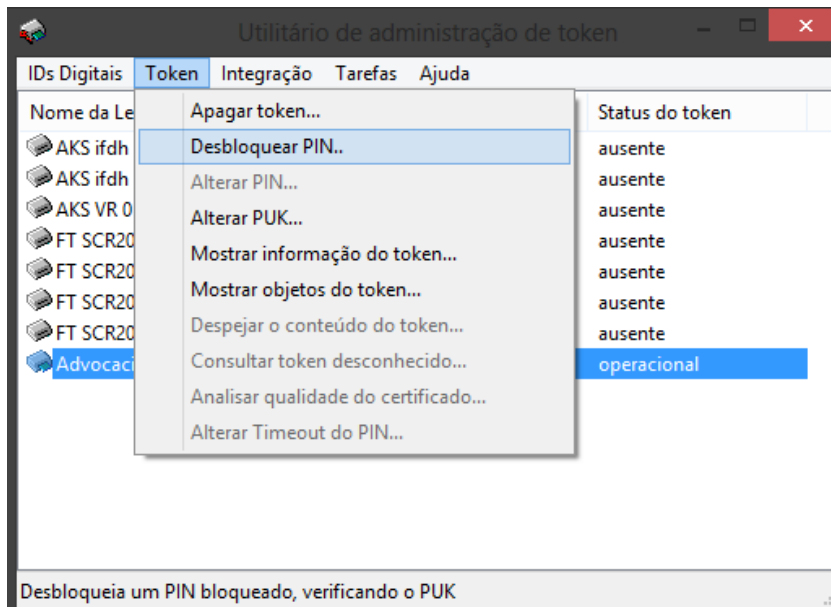 Utilitário de administração de token
IDs Digitais Token Integração Tarefas Ajuda
Nome da Le Status do token
Apagar token...
Desbloquear PIN..
Alterar PIN...
Alterar PUK...
Mostrar informação do token...
Mostrar objetos do token...
Despejar o conteúdo do token...
Consultar token desconhecido...
Analisar qualidade do certificado...
Alterar Timeout do PIN...
AKS ifdh ausente
AKS ifdh ausente
AKS VR 0 ausente
FT SCR20 ausente
FT SCR20 ausente
FT SCR20 ausente
FT SCR20 ausente
Advocaci operacional
Desbloqueia um PIN bloqueado, verificando o PUK